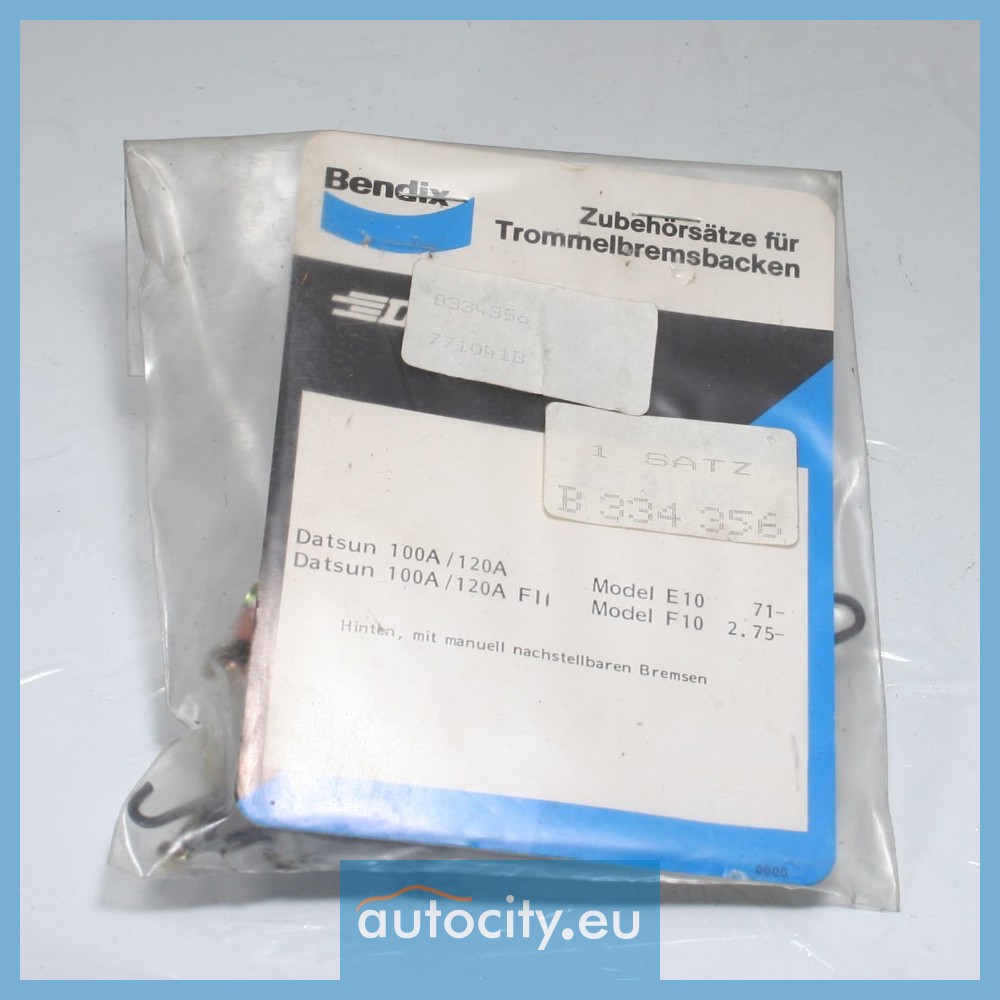 Bendix
Zubehörsätze für
Trommelbremsbacken
B334356
771041B
1 SATZ
B 334 356
Datsun 100A/120A Model E10 71-
Datsun 100A/120A FII Model F10 2.75-
Hinten, mit manuell nachstellbaren Bremsen
0000
autocity.eu